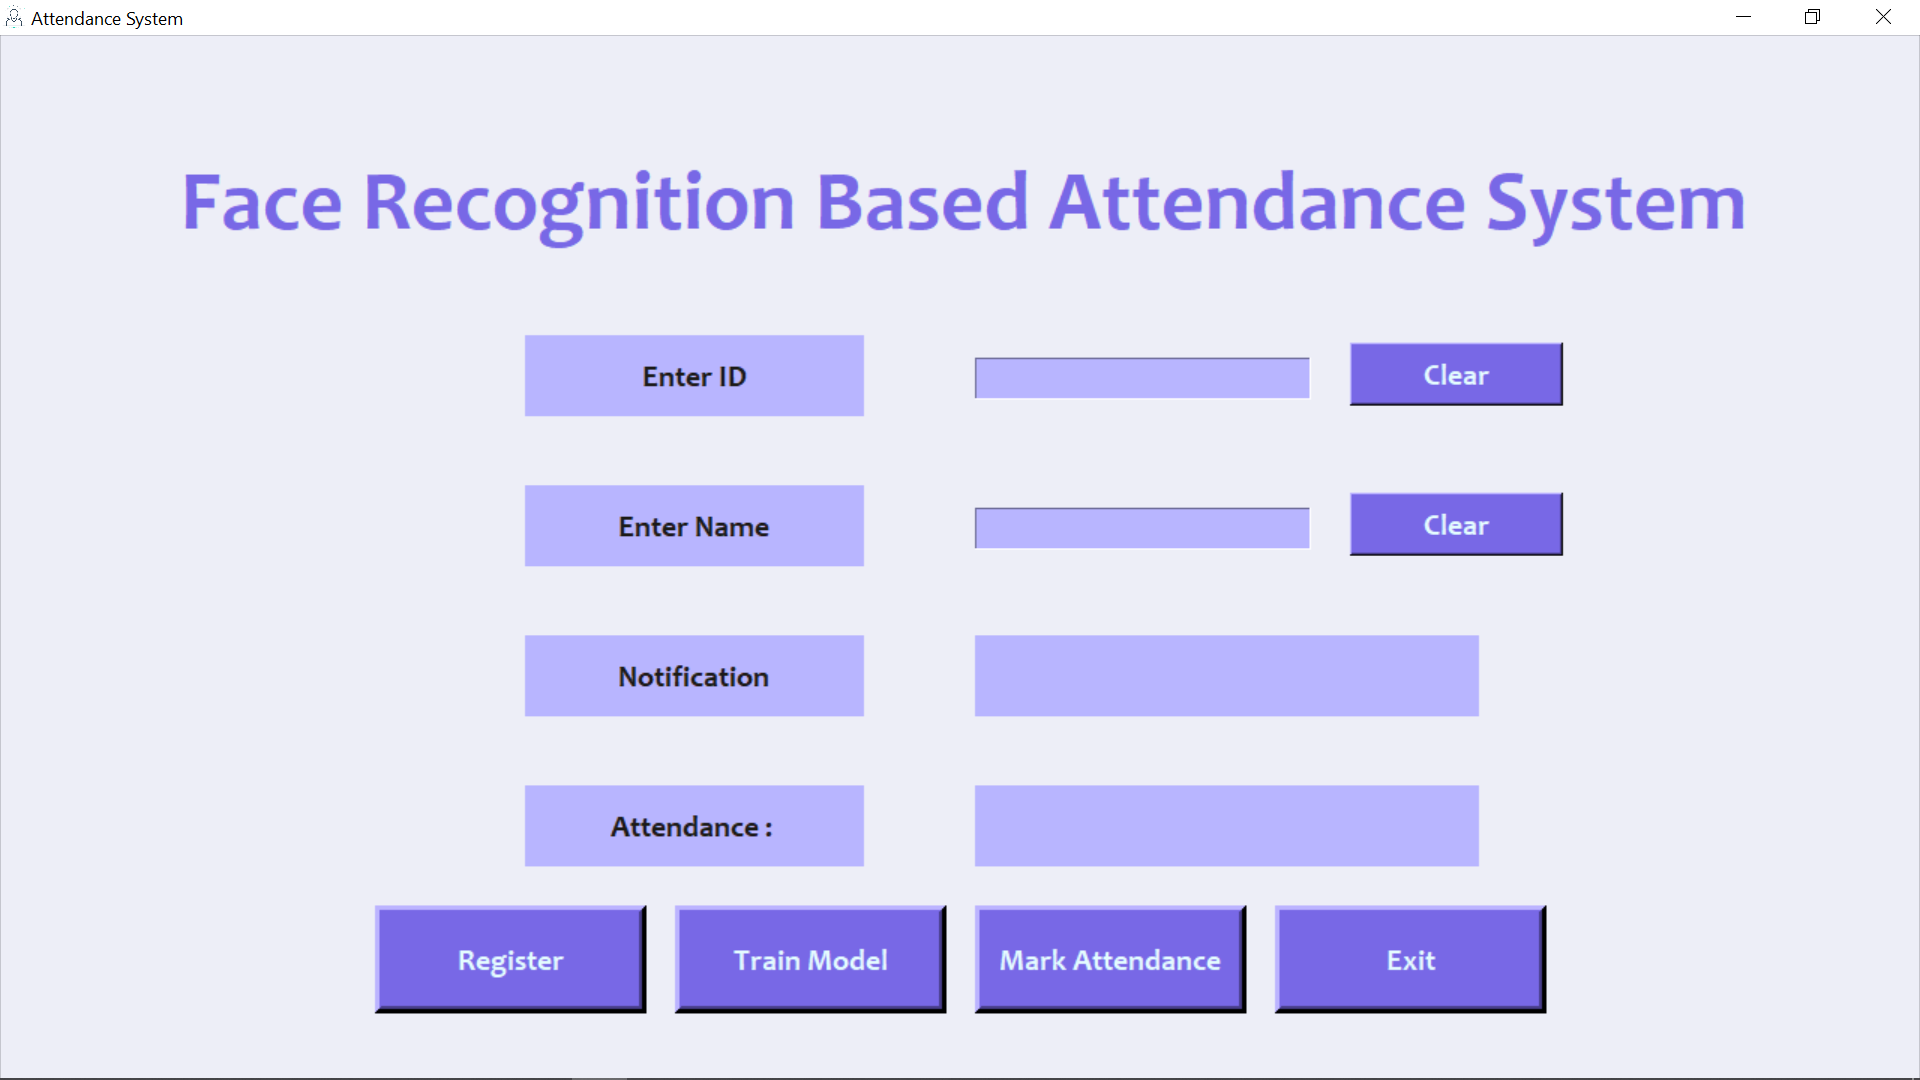 Attendance System
Face Recognition Based Attendance System
Enter ID
Clear
Enter Name
Clear
Notification
Attendance :
Register
Train Model
Mark Attendance
Exit